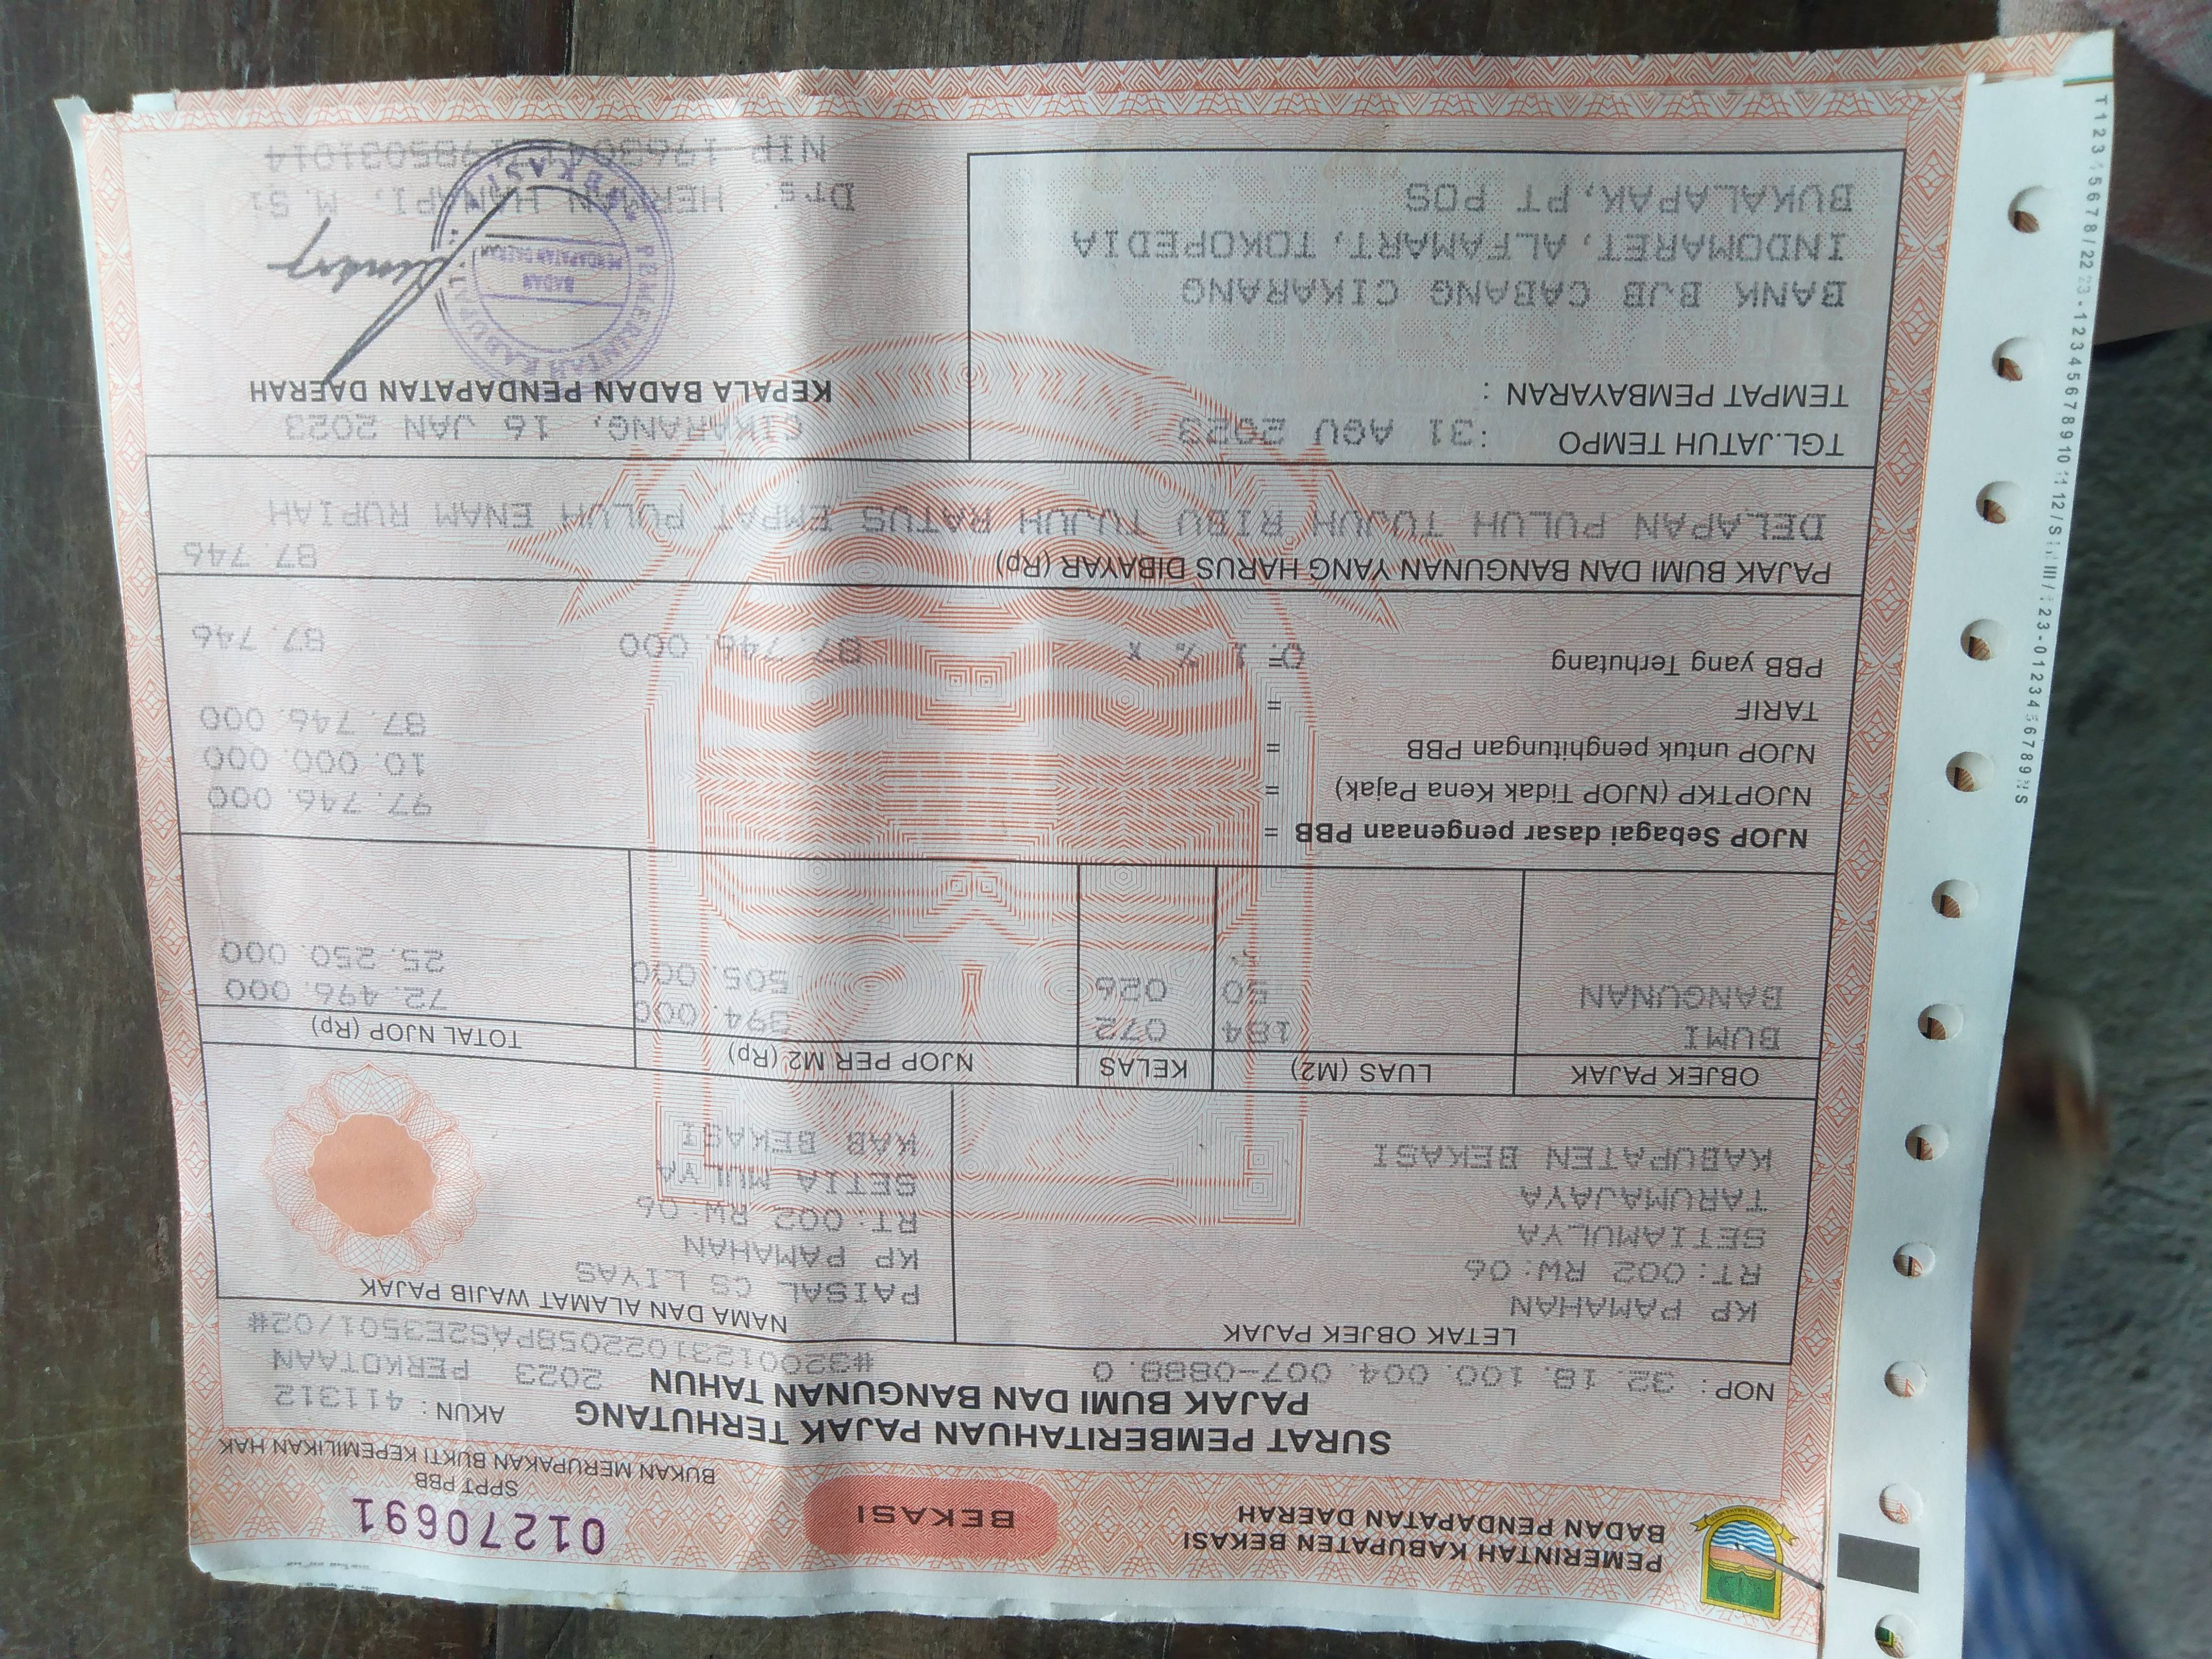 PEMERINTAH KABUPATEN BEKASI
BADAN PENDAPATAN DAERAH
BEKASI
01270691
SPPT PBB
BUKAN MERUPAKAN BUKTI KEPEMILIKAN HAK
SURAT PEMBERITAHUAN PAJAK TERHUTANG
AKUN : 411312
PAJAK BUMI DAN BANGUNAN TAHUN 2023 PERKOTAAN
NOP : 32.18.100.004.007-0888.0
#3200123102205BPAS2E3501/02#
LETAK OBJEK PAJAK
KP PAMAHAN
RT:002 RW:06
SETIAMULYA
TARUMAJAYA
KABUPATEN BEKASI
NAMA DAN ALAMAT WAJIB PAJAK
PAISAL CS LIYAS
KP PAMAHAN
RT:002 RW:06
SETIA MULYA
KAB BEKASI
OBJEK PAJAK LUAS (M2) KELAS NJOP PER M2 (Rp) TOTAL NJOP (Rp)
BUMI 184 072 394.000 72.496.000
BANGUNAN 50 026 505.000 25.250.000
NJOP Sebagai dasar pengenaan PBB = 97.746.000
NJOPTKP (NJOP Tidak Kena Pajak) = 10.000.000
NJOP untuk penghitungan PBB = 87.746.000
TARIF =
PBB yang Terhutang = 0.1 % x 87.746.000 87.746
PAJAK BUMI DAN BANGUNAN YANG HARUS DIBAYAR (Rp) 87.746
DELAPAN PULUH TUJUH RIBU TUJUH RATUS EMPAT PULUH ENAM RUPIAH
TGL.JATUH TEMPO :31 AGU 2023
TEMPAT PEMBAYARAN :
BANK BJB CABANG CIKARANG
INDOMARET, ALFAMART, TOKOPEDIA
BUKALAPAK, PT POS
CIKARANG, 16 JAN 2023
KEPALA BADAN PENDAPATAN DAERAH
BADAN
PENDAPATAN DAERAH
Drs. HERMAN HANAPI, M.Si
NIP